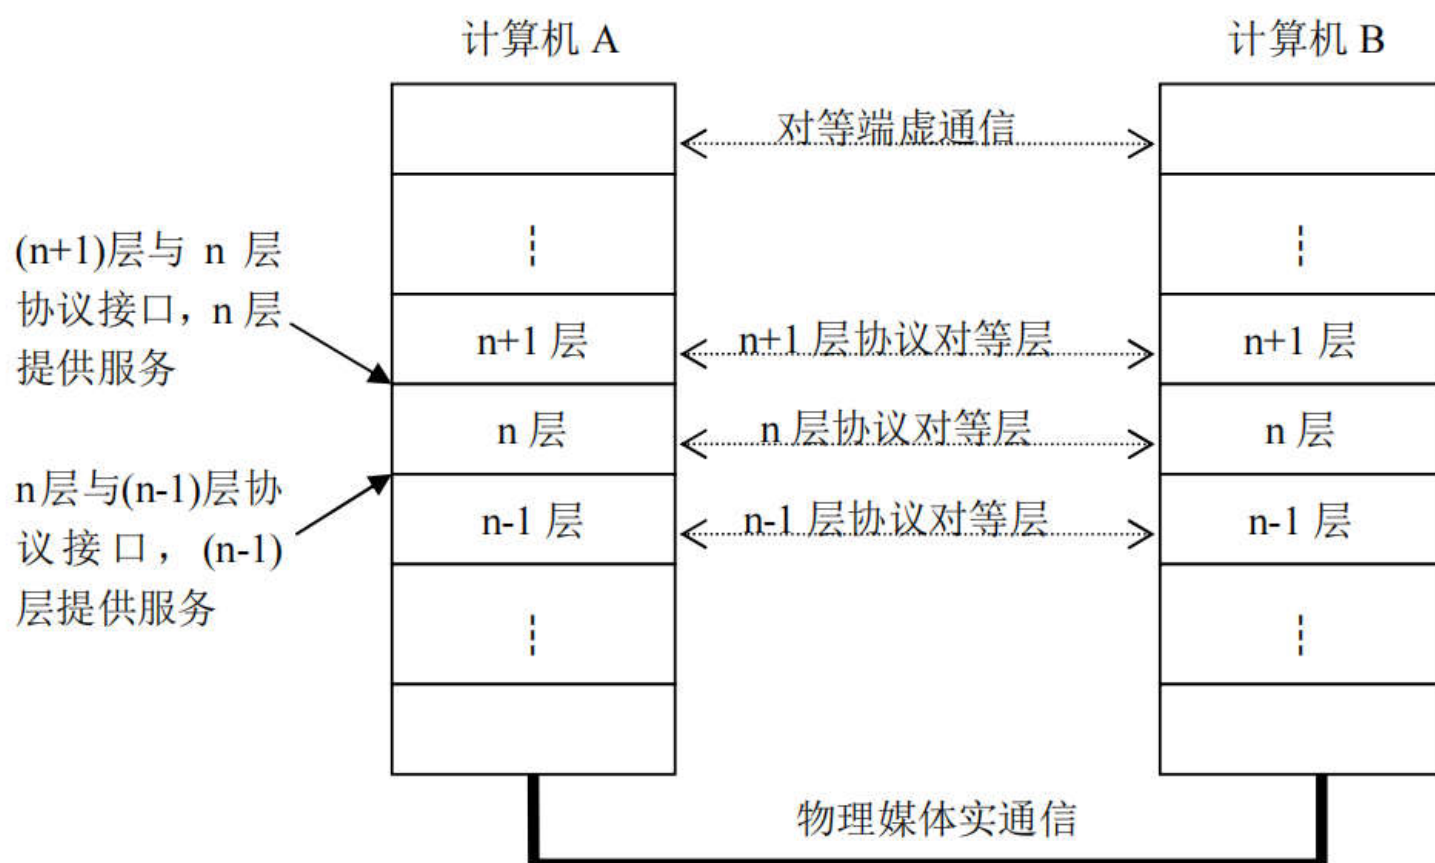 计算机 A
计算机 B
对等端虚通信
(n+1)层与 n 层
协议接口，n 层
提供服务
n+1 层
n+1 层协议对等层
n+1 层
n 层
n 层协议对等层
n 层
n层与(n-1)层协
议接口，(n-1)
层提供服务
n-1 层
n-1 层协议对等层
n-1 层
物理媒体实通信